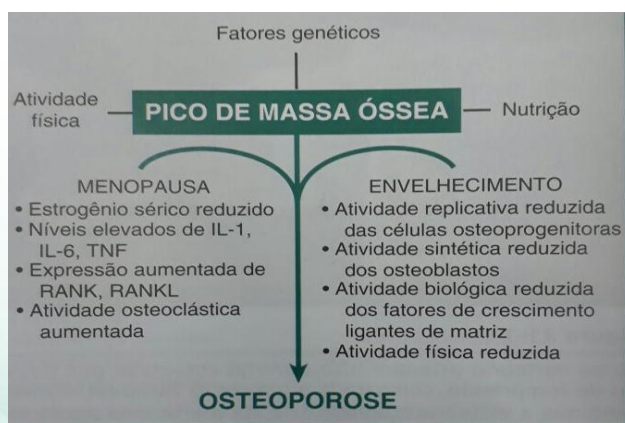 Fatores genéticos
Atividade
física
PICO DE MASSA ÓSSEA
Nutrição
MENOPAUSA
• Estrogênio sérico reduzido
• Níveis elevados de IL-1,
IL-6, TNF
• Expressão aumentada de
RANK, RANKL
• Atividade osteoclástica
aumentada
ENVELHECIMENTO
• Atividade replicativa reduzida
das células osteoprogenitoras
• Atividade sintética reduzida
dos osteoblastos
• Atividade biológica reduzida
dos fatores de crescimento
ligantes de matriz
• Atividade física reduzida
OSTEOPOROSE